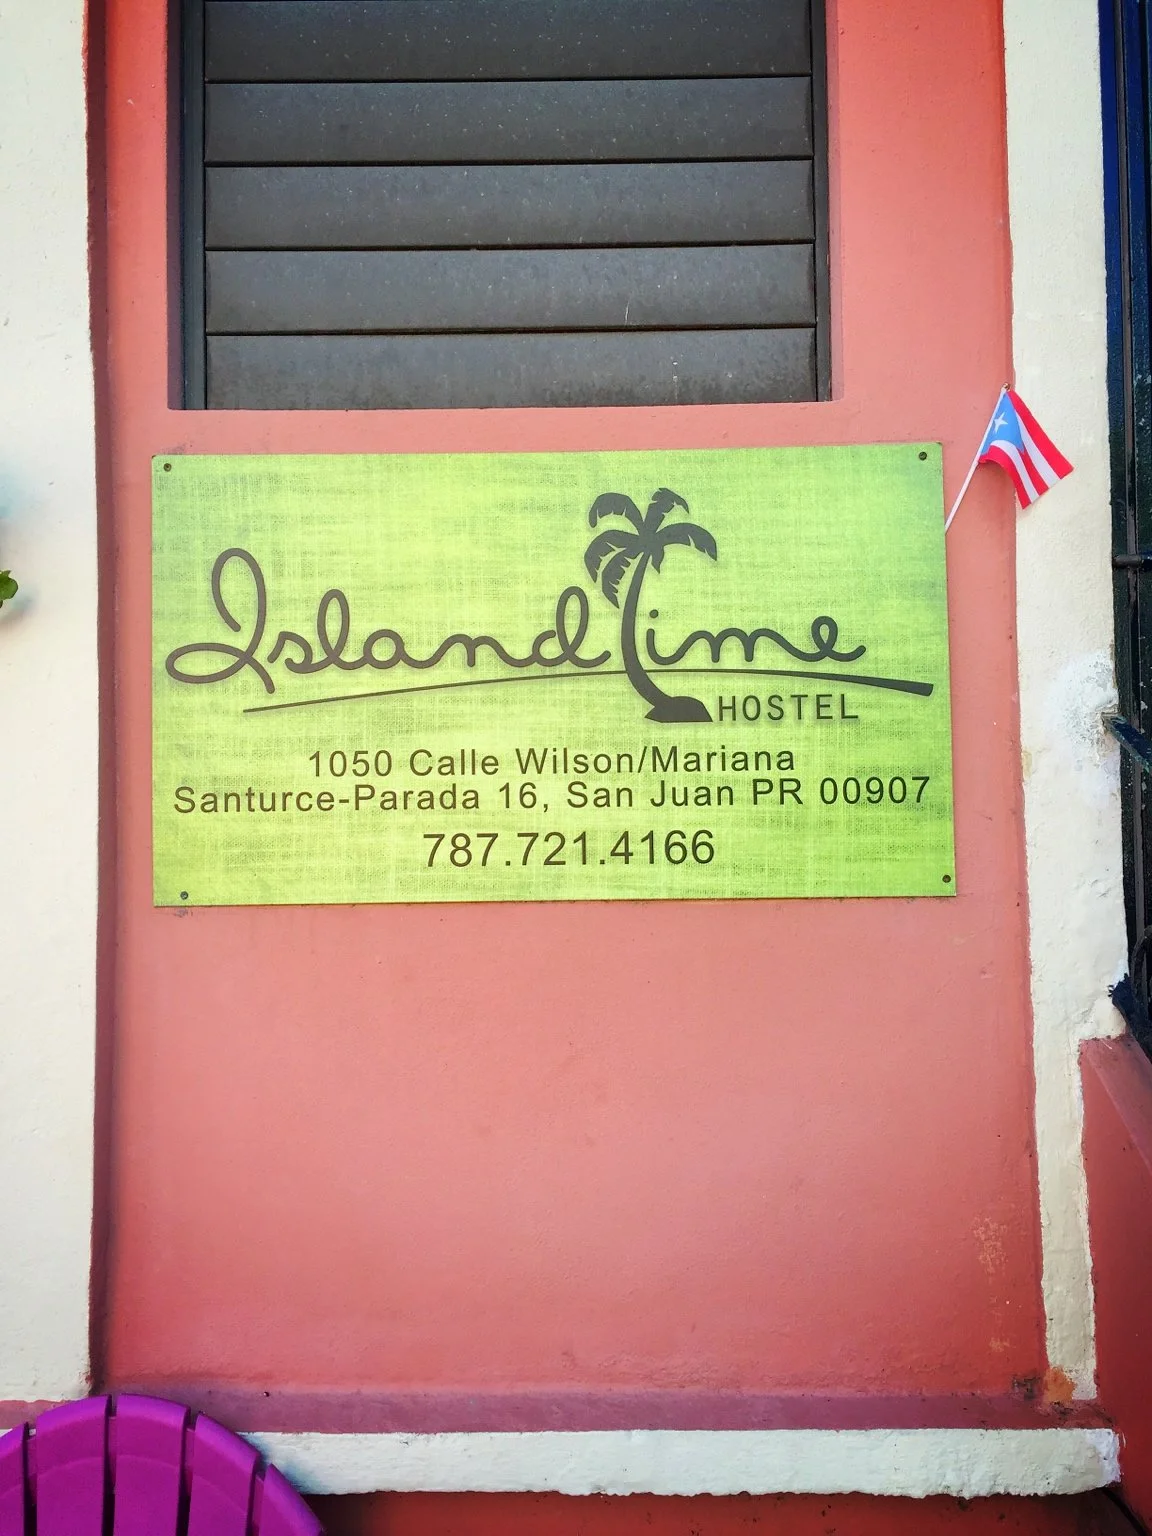 Island Time
HOSTEL
1050 Calle Wilson/Mariana
Santurce-Parada 16, San Juan PR 00907
787.721.4166